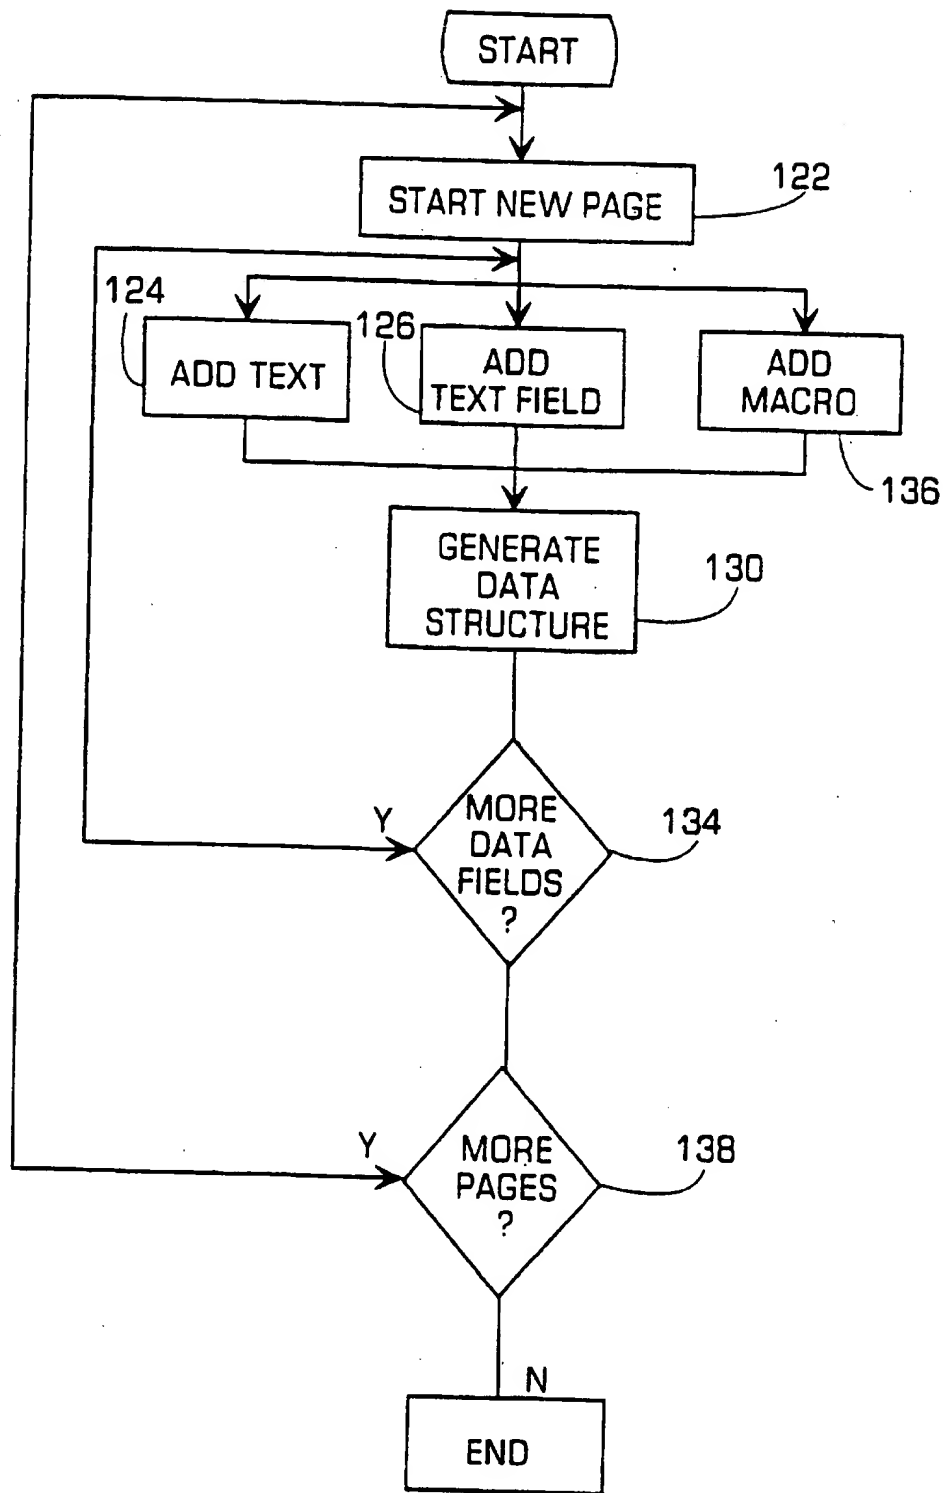 START
START NEW PAGE
122
124
ADD TEXT
126
ADD
TEXT FIELD
ADD
MACRO
136
GENERATE
DATA
STRUCTURE
130
Y
MORE
DATA
FIELDS
?
134
Y
MORE
PAGES
?
138
N
END